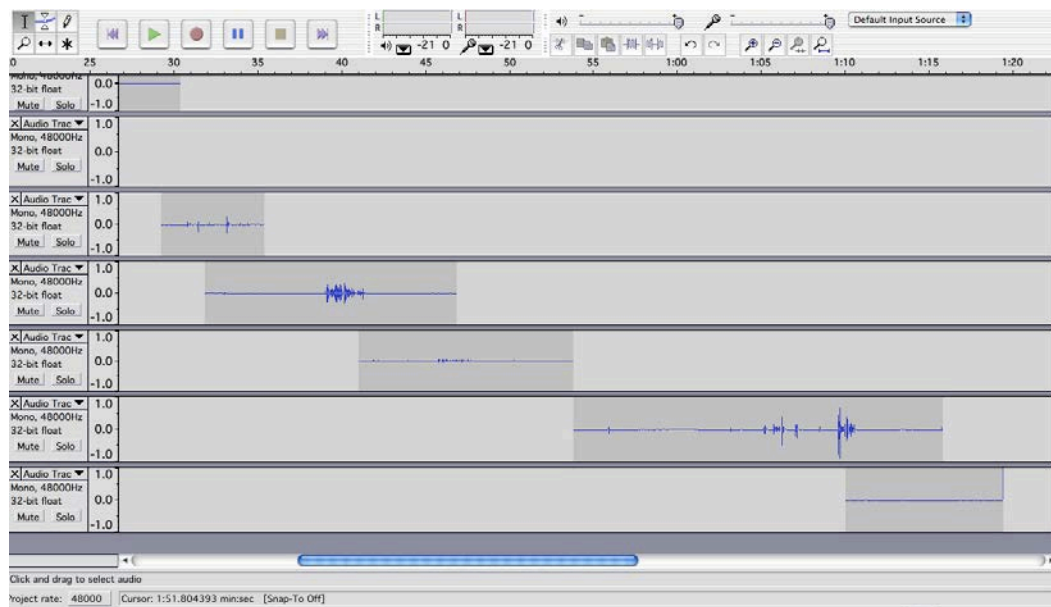 L
R
L
R
-21 0
-21 0
Default Input Source
0 25 30 35 40 45 50 55 1:00 1:05 1:10 1:15 1:20
32-bit float
Mute Solo
0.0
-1.0
X Audio Trac
Mono, 48000Hz
32-bit float
Mute Solo
1.0
0.0
-1.0
X Audio Trac
Mono, 48000Hz
32-bit float
Mute Solo
1.0
0.0
-1.0
X Audio Trac
Mono, 48000Hz
32-bit float
Mute Solo
1.0
0.0
-1.0
X Audio Trac
Mono, 48000Hz
32-bit float
Mute Solo
1.0
0.0
-1.0
X Audio Trac
Mono, 48000Hz
32-bit float
Mute Solo
1.0
0.0
-1.0
X Audio Trac
Mono, 48000Hz
32-bit float
Mute Solo
1.0
0.0
-1.0
Click and drag to select audio
Project rate: 48000 Cursor: 1:51.804393 min:sec [Snap-To Off]